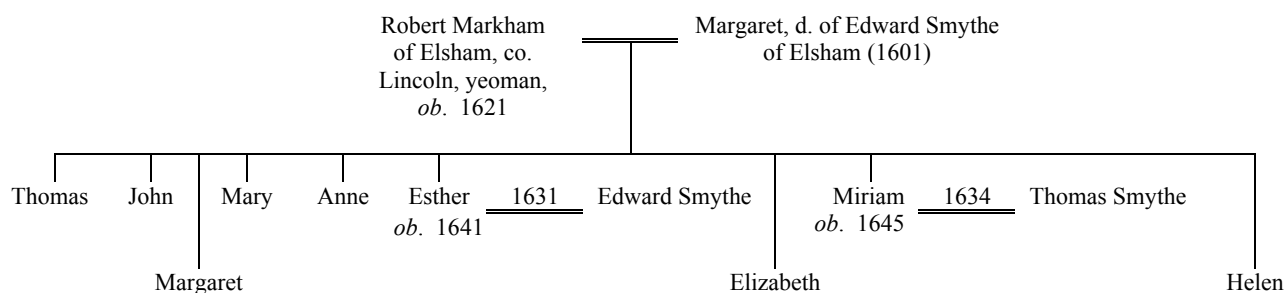 Robert Markham
of Elsham, co.
Lincoln, yeoman,
ob. 1621
Margaret, d. of Edward Smythe
of Elsham (1601)
Thomas
John
Mary
Anne
Esther
ob. 1641
1631
Edward Smythe
Miriam
ob. 1645
1634
Thomas Smythe
Margaret
Elizabeth
Helen